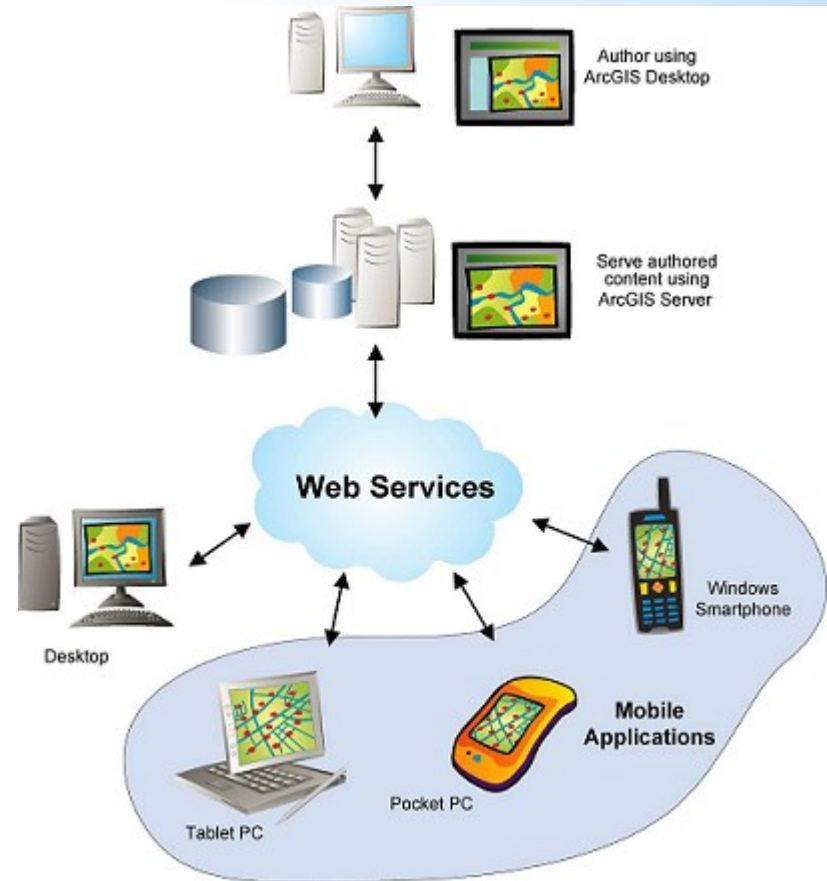 Author using
ArcGIS Desktop
Serve authored
content using
ArcGIS Server
Web Services
Windows
Smartphone
Desktop
Mobile
Applications
Pocket PC
Tablet PC